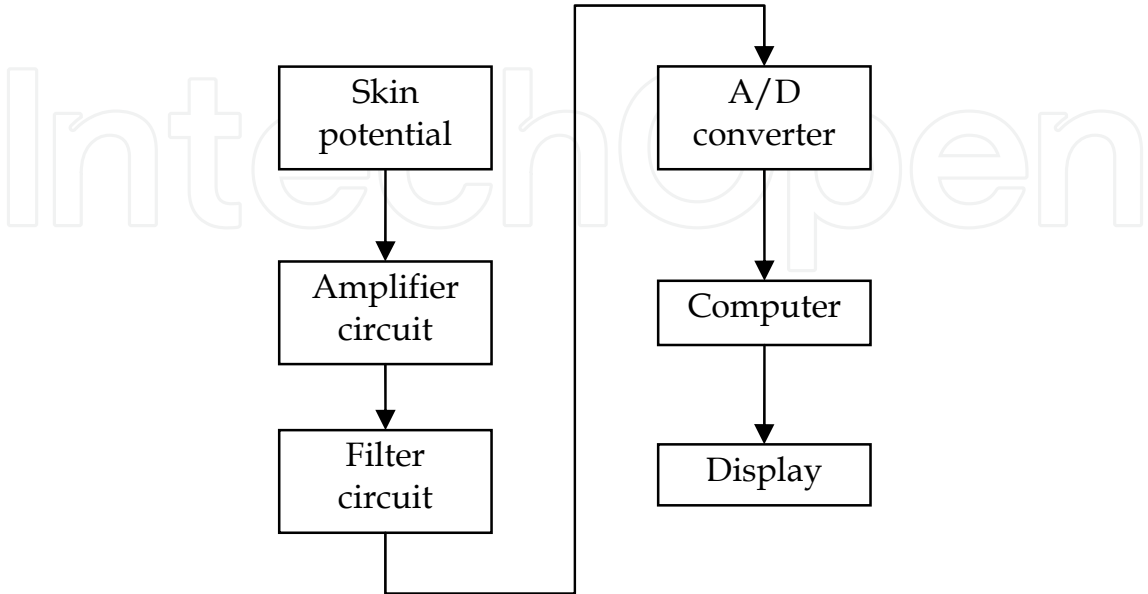 IntechOpen
Skin
potential
Amplifier
circuit
Filter
circuit
A/D
converter
Computer
Display